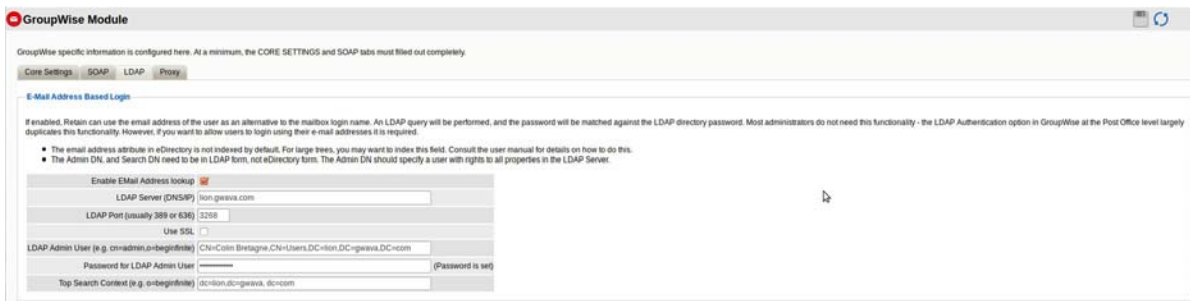 GroupWise Module
GroupWise specific information is configured here. At a minimum, the CORE SETTINGS and SOAP tabs must filled out completely.
Core Settings SOAP LDAP Proxy
E-Mail Address Based Login
If enabled, Retain can use the email address of the user as an alternative to the mailbox login name. An LDAP query will be performed, and the password will be matched against the LDAP directory password. Most administrators do not need this functionality - the LDAP Authentication option in GroupWise at the Post Office level largely
duplicates this functionality. However, if you want to allow users to login using their e-mail addresses it is required.
The email address attribute in eDirectory is not indexed by default. For large trees, you may want to index this field. Consult the user manual for details on how to do this.
The Admin DN, and Search DN need to be in LDAP form, not eDirectory form. The Admin DN should specify a user with rights to all properties in the LDAP Server.
Enable EMail Address lookup
LDAP Server (DNS/IP) lion.gwava.com
LDAP Port (usually 389 or 636) 3268
Use SSL
LDAP Admin User (e.g. cn=admin,o=beginfinite) CN=Colin Bretagne,CN=Users,DC=lion,DC=gwava,DC=com
Password for LDAP Admin User (Password is set)
Top Search Context (e.g. o=beginfinite) dc=lion,dc=gwava, dc=com